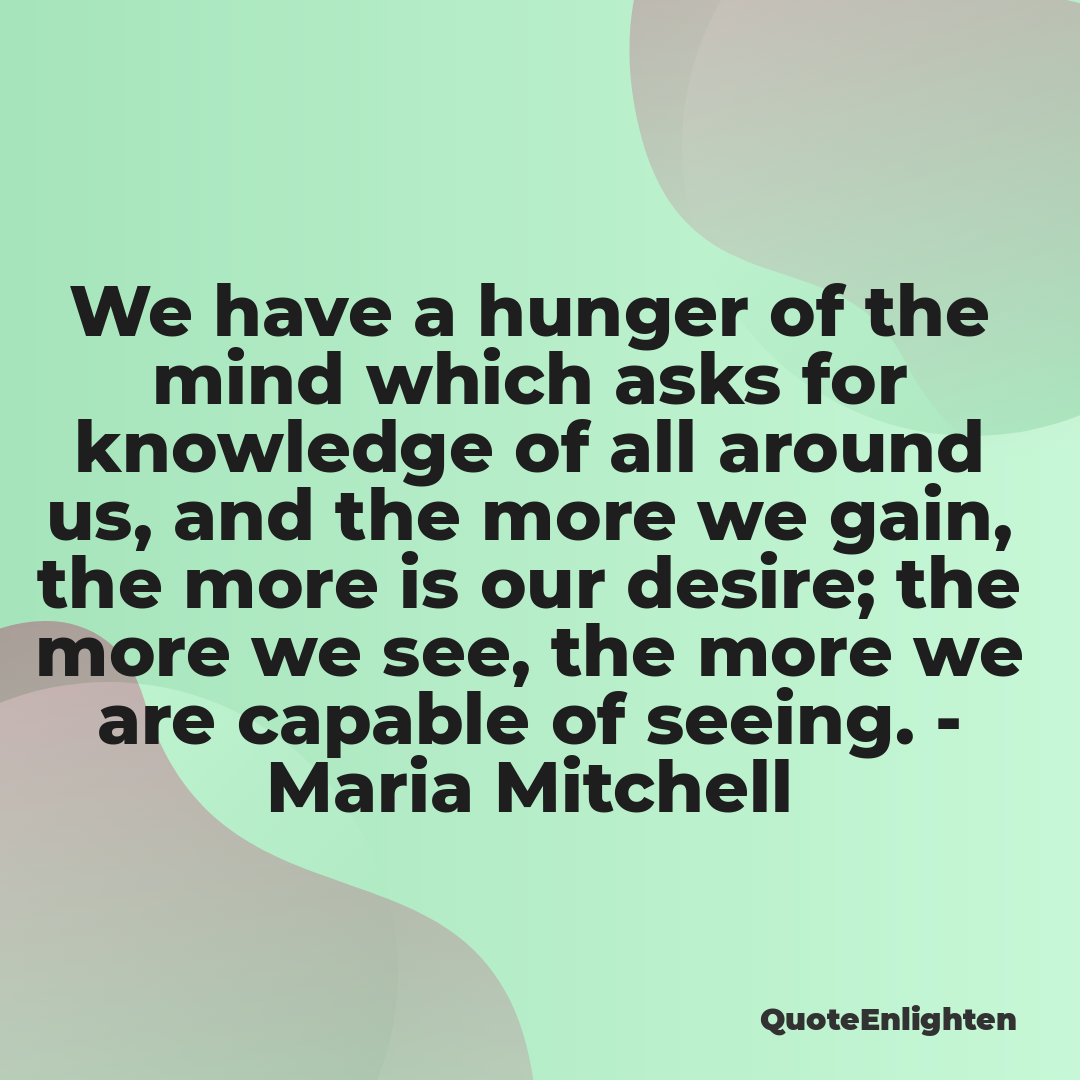 We have a hunger of the
mind which asks for
knowledge of all around
us, and the more we gain,
the more is our desire; the
more we see, the more we
are capable of seeing. -
Maria Mitchell
QuoteEnlighten